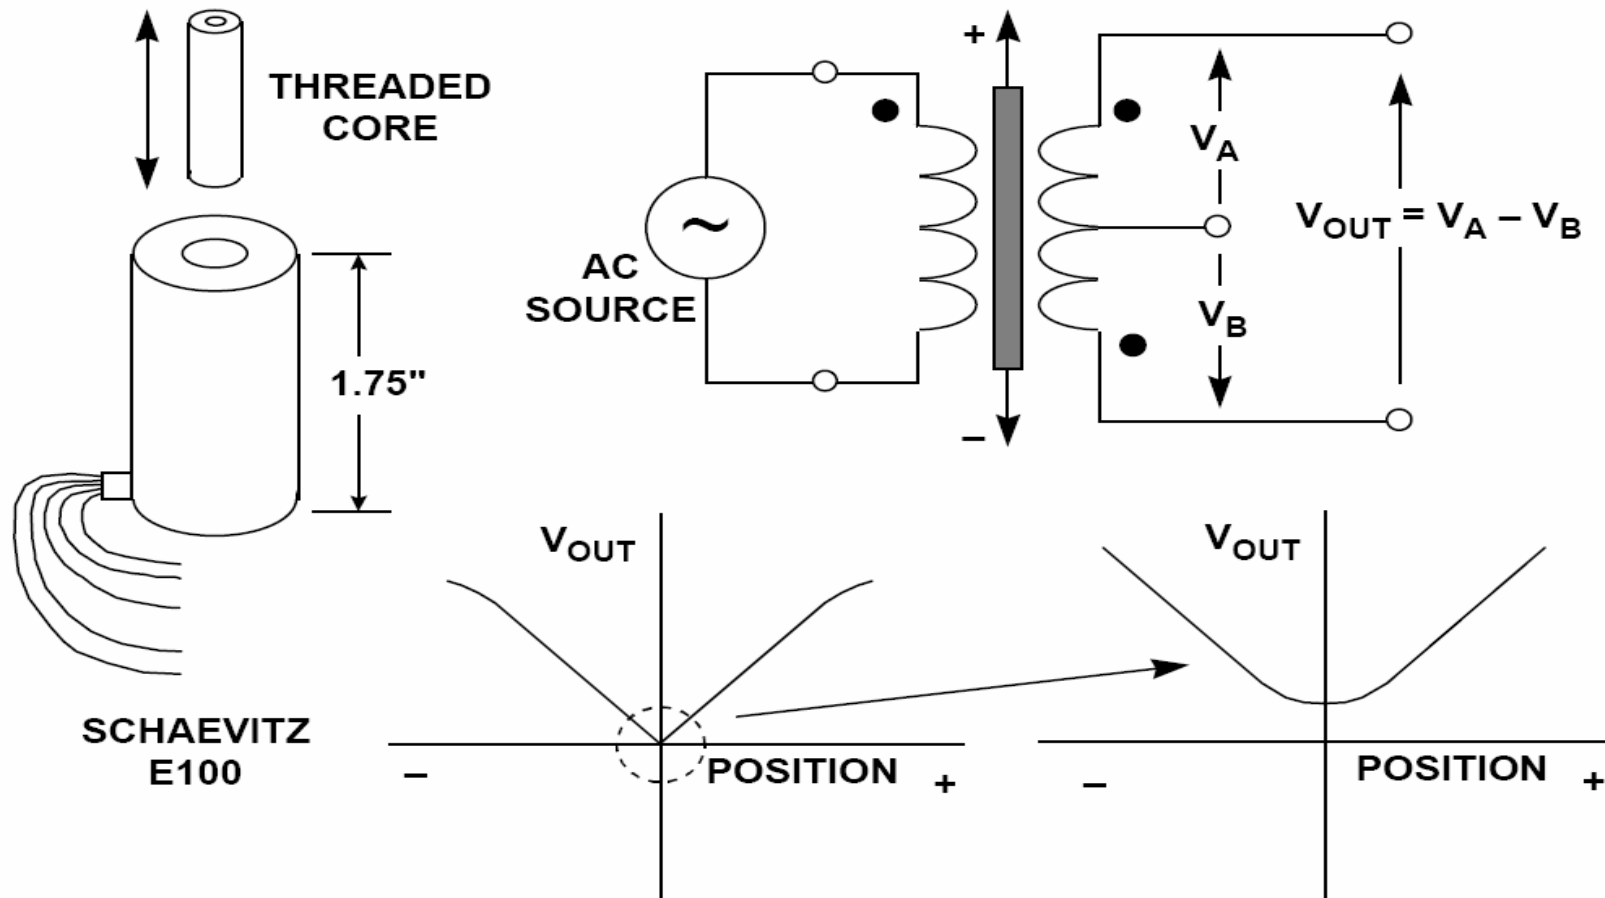 THREADED
CORE
1.75"
SCHAEVITZ
E100
AC
SOURCE
~
+
–
VA
VB
VOUT = VA – VB
VOUT
–
POSITION
+
VOUT
–
POSITION
+